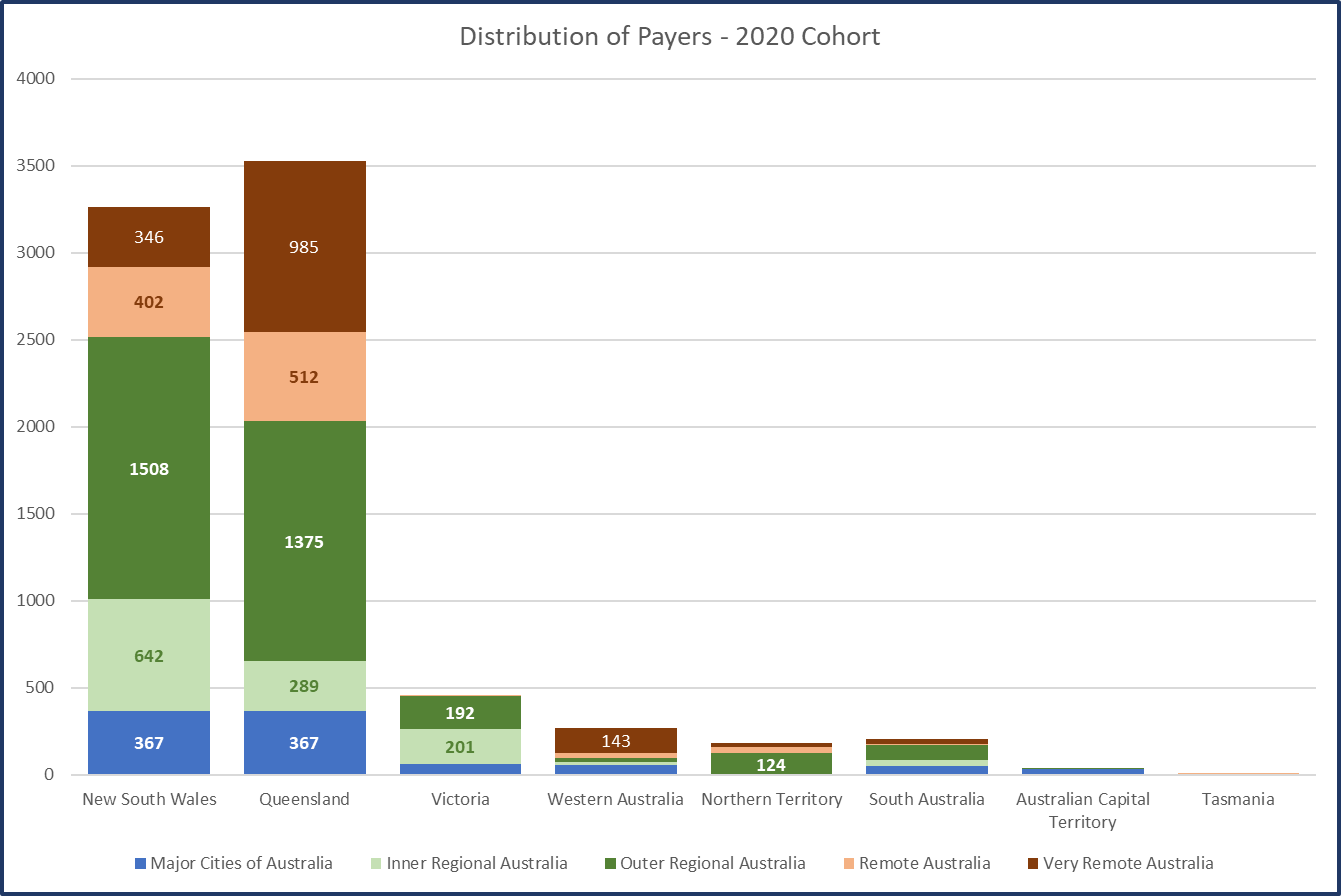 Distribution of Payers - 2020 Cohort
4000
3500
3000
2500
2000
1500
1000
500
0
346
402
1508
642
367
985
512
1375
289
367
192
201
143
124
New South Wales
Queensland
Victoria
Western Australia
Northern Territory
South Australia
Australian Capital
Territory
Tasmania
Major Cities of Australia
Inner Regional Australia
Outer Regional Australia
Remote Australia
Very Remote Australia